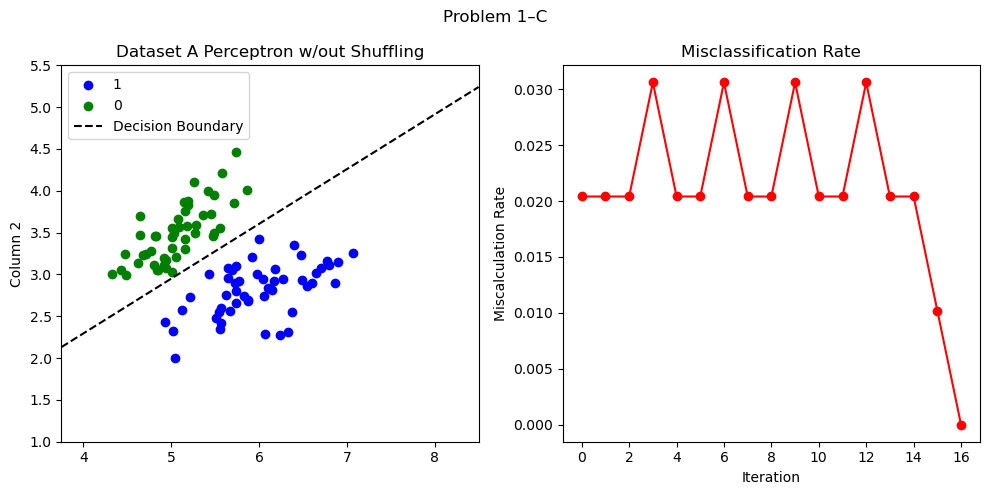 Problem 1–C
Dataset A Perceptron w/out Shuffling
1
0
Decision Boundary
Column 2
5.5
5.0
4.5
4.0
3.5
3.0
2.5
2.0
1.5
1.0
4 5 6 7 8
Misclassification Rate
Miscalculation Rate
0.030
0.025
0.020
0.015
0.010
0.005
0.000
0 2 4 6 8 10 12 14 16
Iteration